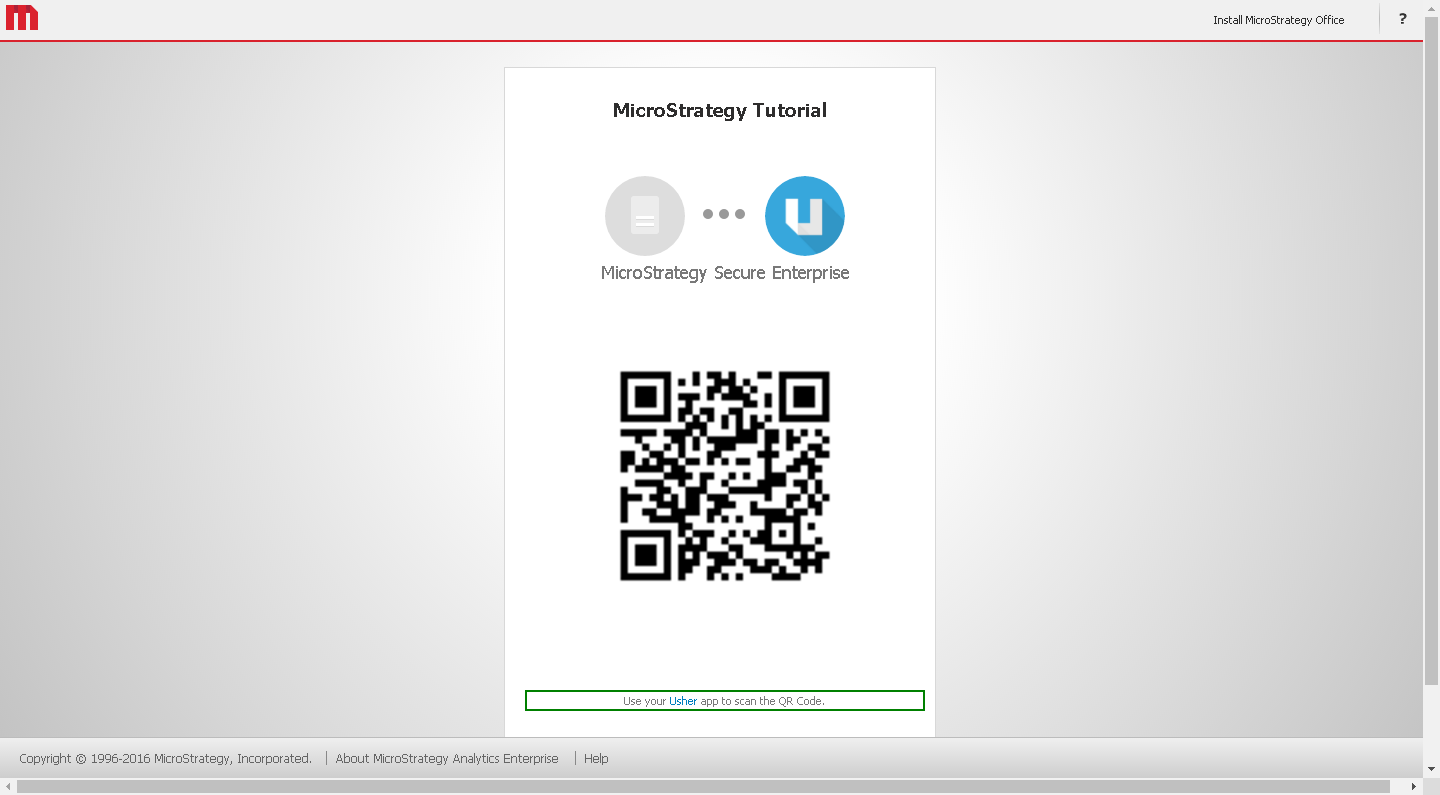 Install MicroStrategy Office
?
MicroStrategy Tutorial
MicroStrategy Secure Enterprise
Use your Usher app to scan the QR Code.
Copyright © 1996-2016 MicroStrategy, Incorporated. | About MicroStrategy Analytics Enterprise | Help